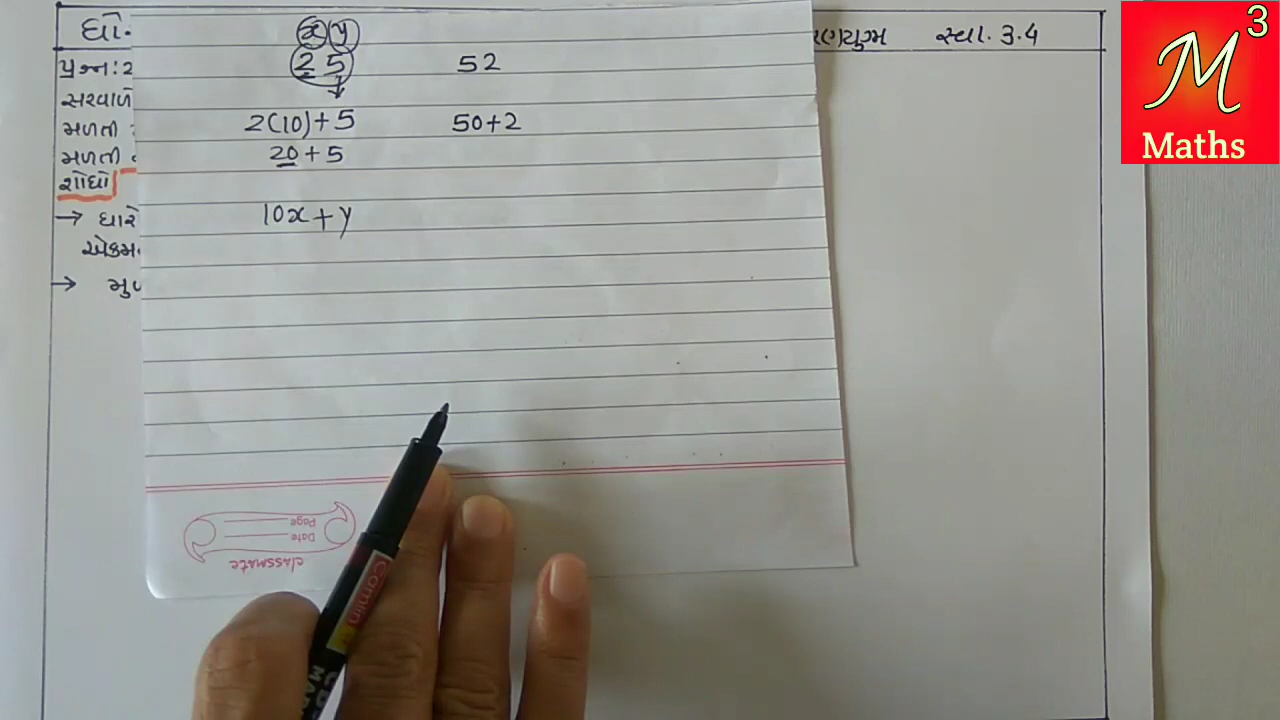 ધો.
x y
રણયુગ્મ સ્વા. 3.4
M3
Maths
પ્રશ્ન:2
25 52
સરવાળ
2(10)+5 50+2
મળતી
20+5
મળતી
શોધો
→ ધારો
10x+y
એકમ
→ મુળ
Page
Date
classmate
Camlin